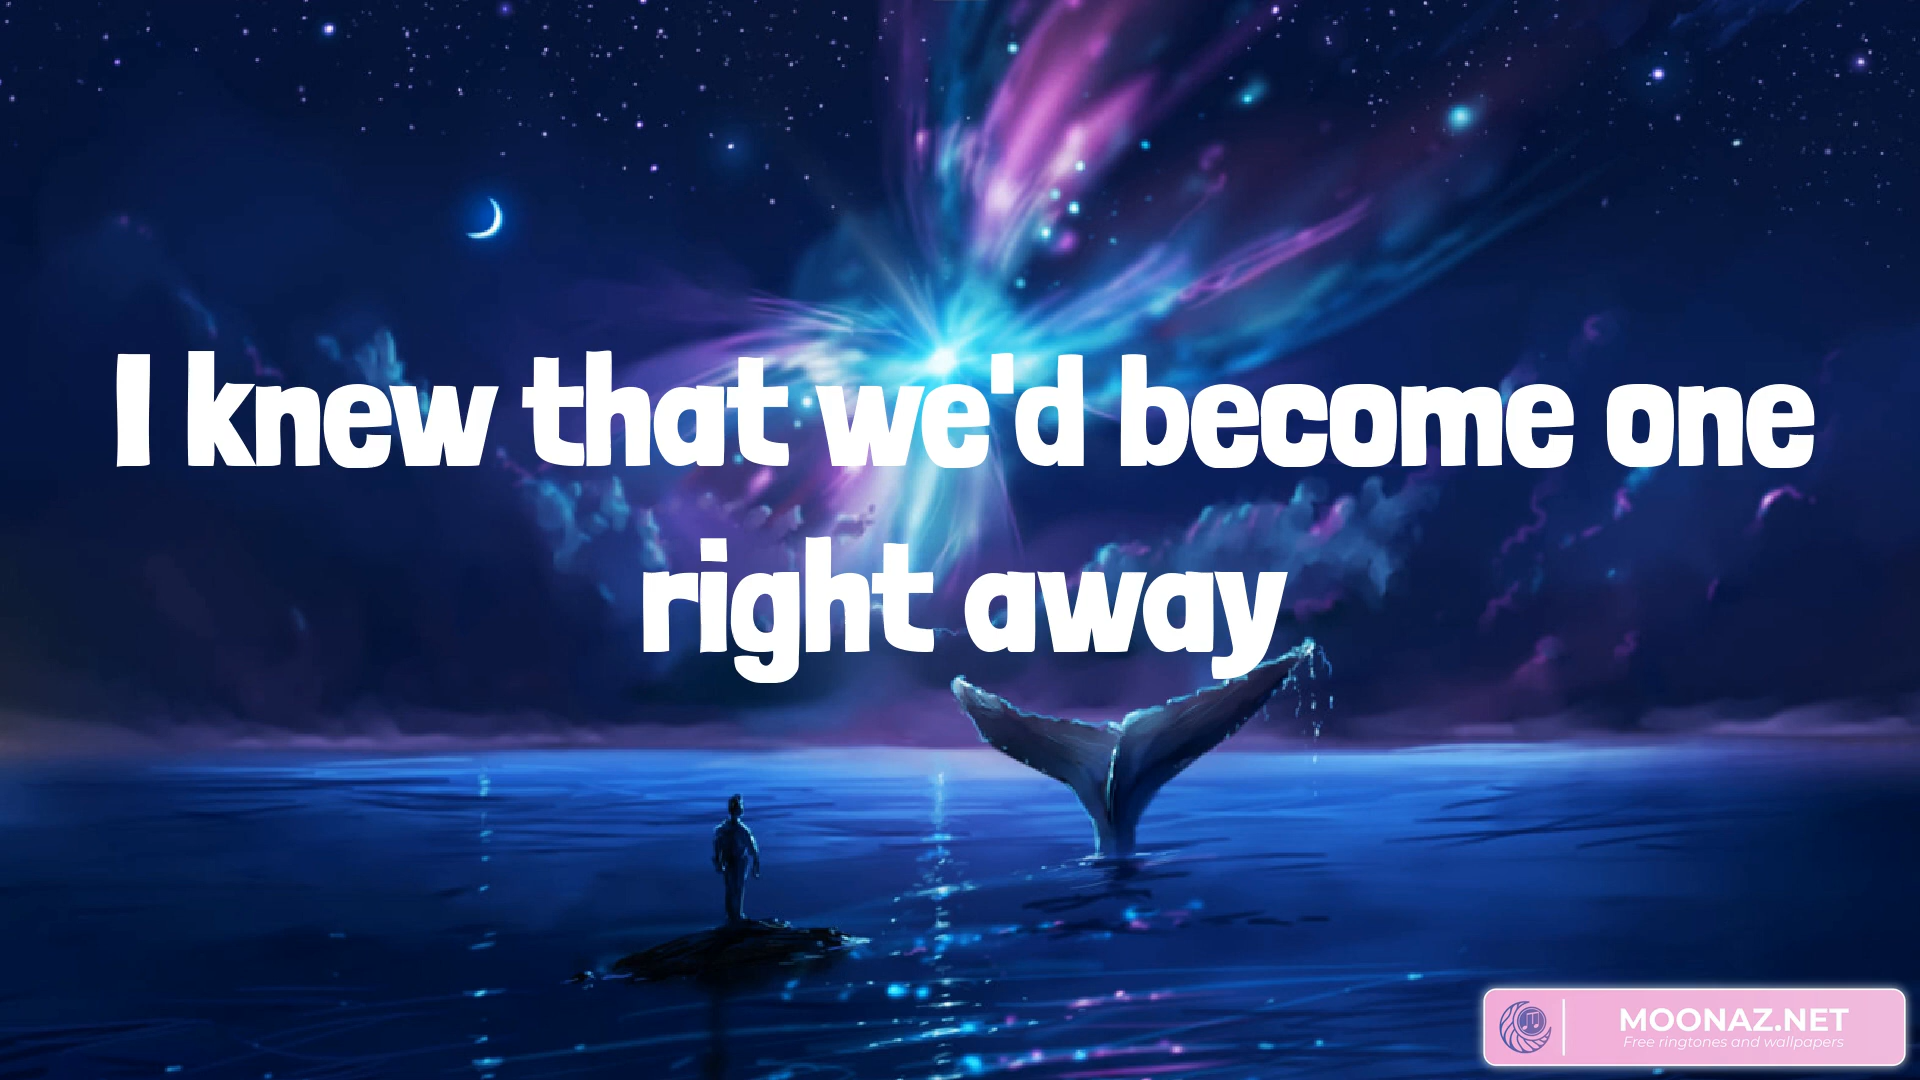 I knew that we'd become one
right away
MOONAZ.NET
Free ringtones and wallpapers